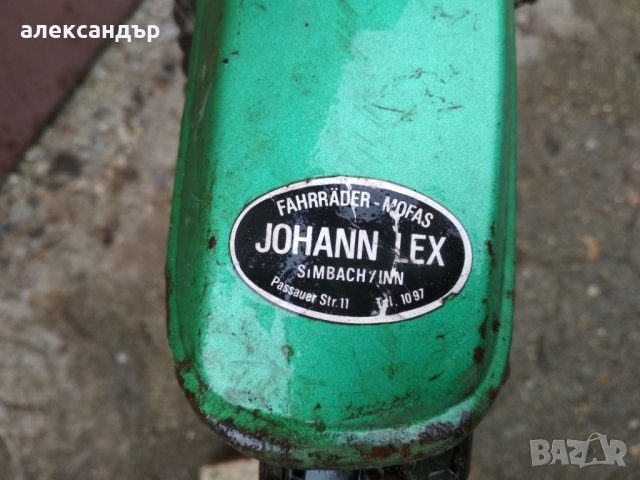 александър
FAHRRÄDER - MOFAS
JOHANN LEX
SIMBACH/INN
Passauer Str. 11 Tel. 1097
BAZAR